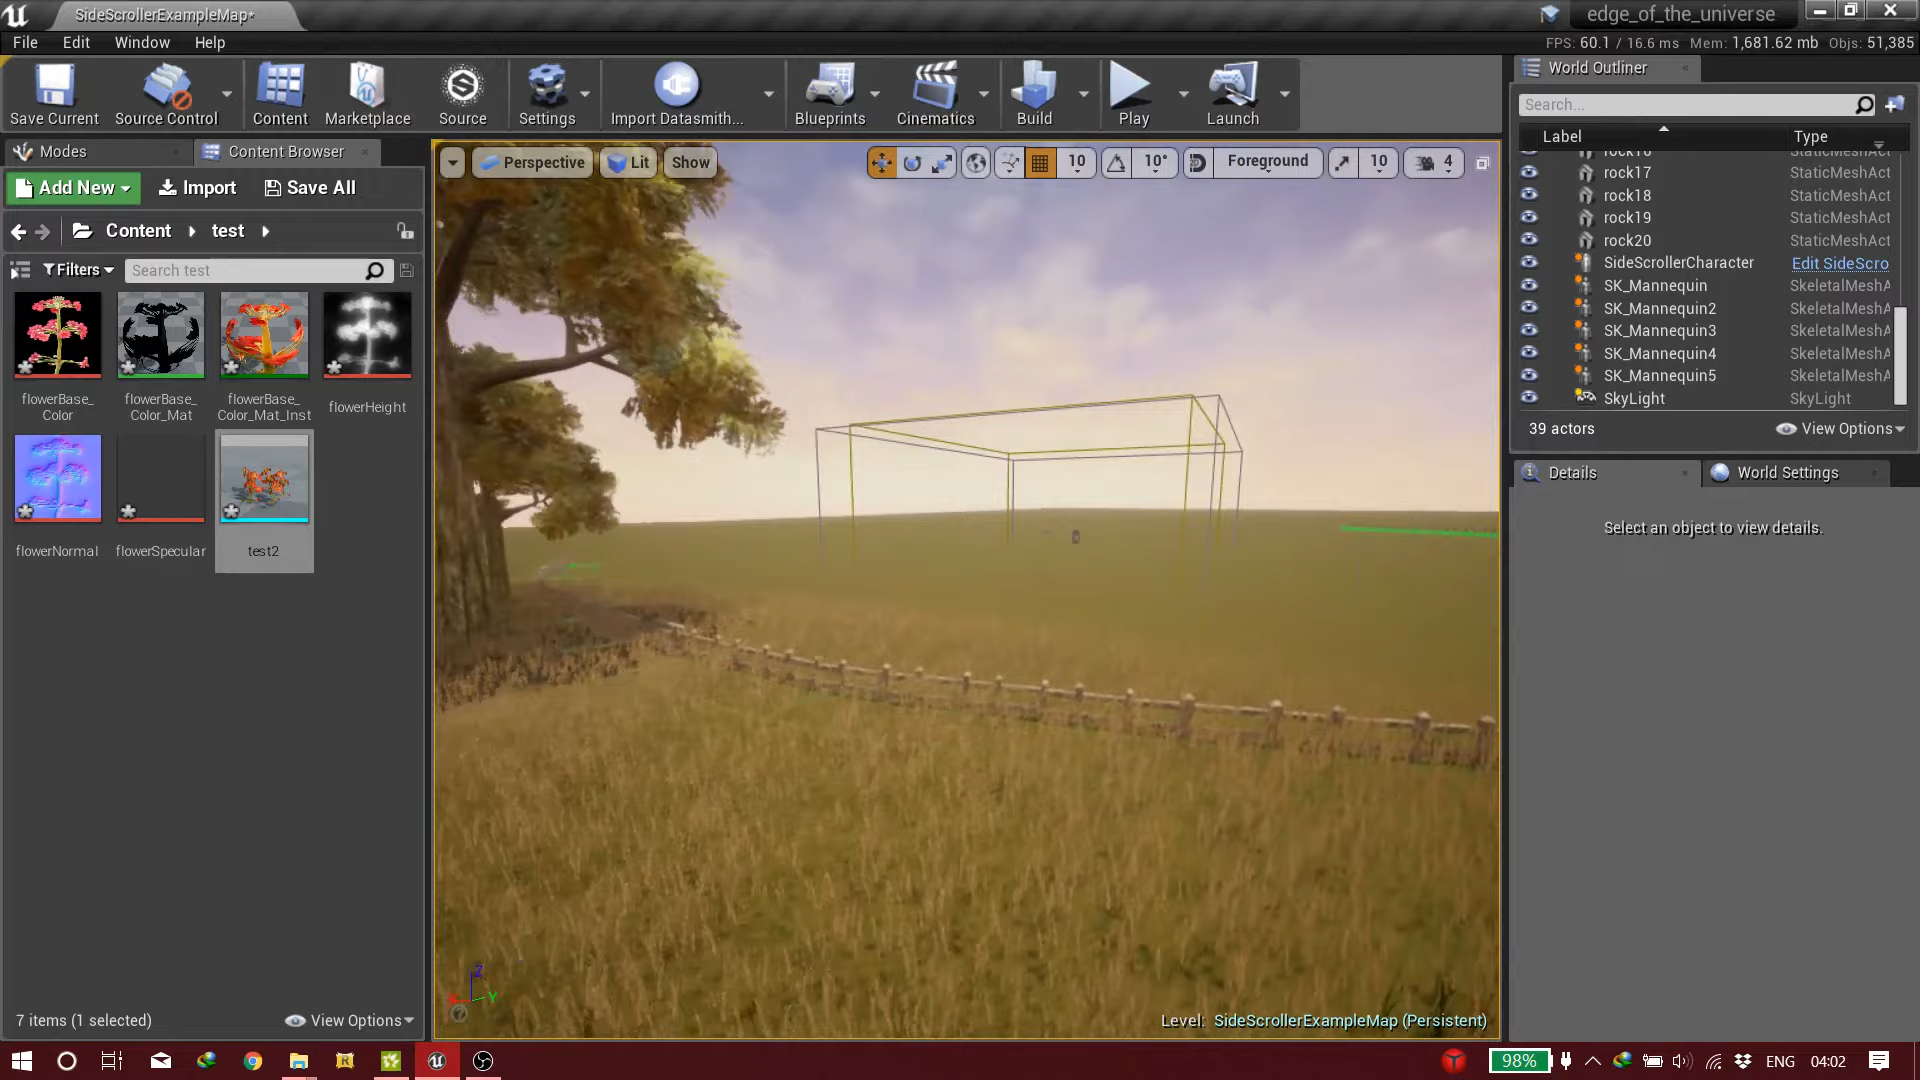 SideScrollerExampleMap*
edge_of_the_universe
File Edit Window Help
FPS: 60.1 / 16.6 ms Mem: 1,681.62 mb Objs: 51,385
Save Current
Source Control
Content
Marketplace
Source
Settings
Import Datasmith...
Blueprints
Cinematics
Build
Play
Launch
Modes
Content Browser
Add New
Import
Save All
Content
test
Filters
Search test
flowerBase_
Color
flowerBase_
Color_Mat
flowerBase_
Color_Mat_Inst
flowerHeight
flowerNormal
flowerSpecular
test2
7 items (1 selected)
View Options
Perspective
Lit
Show
10
10°
Foreground
10
4
Z
X
Y
Level: SideScrollerExampleMap (Persistent)
World Outliner
Search...
Label Type
rock16 StaticMeshAct
rock17 StaticMeshAct
rock18 StaticMeshAct
rock19 StaticMeshAct
rock20 StaticMeshAct
SideScrollerCharacter Edit SideScro
SK_Mannequin SkeletalMeshA
SK_Mannequin2 SkeletalMeshA
SK_Mannequin3 SkeletalMeshA
SK_Mannequin4 SkeletalMeshA
SK_Mannequin5 SkeletalMeshA
SkyLight SkyLight
39 actors
View Options
Details
World Settings
Select an object to view details.
98%
ENG
04:02